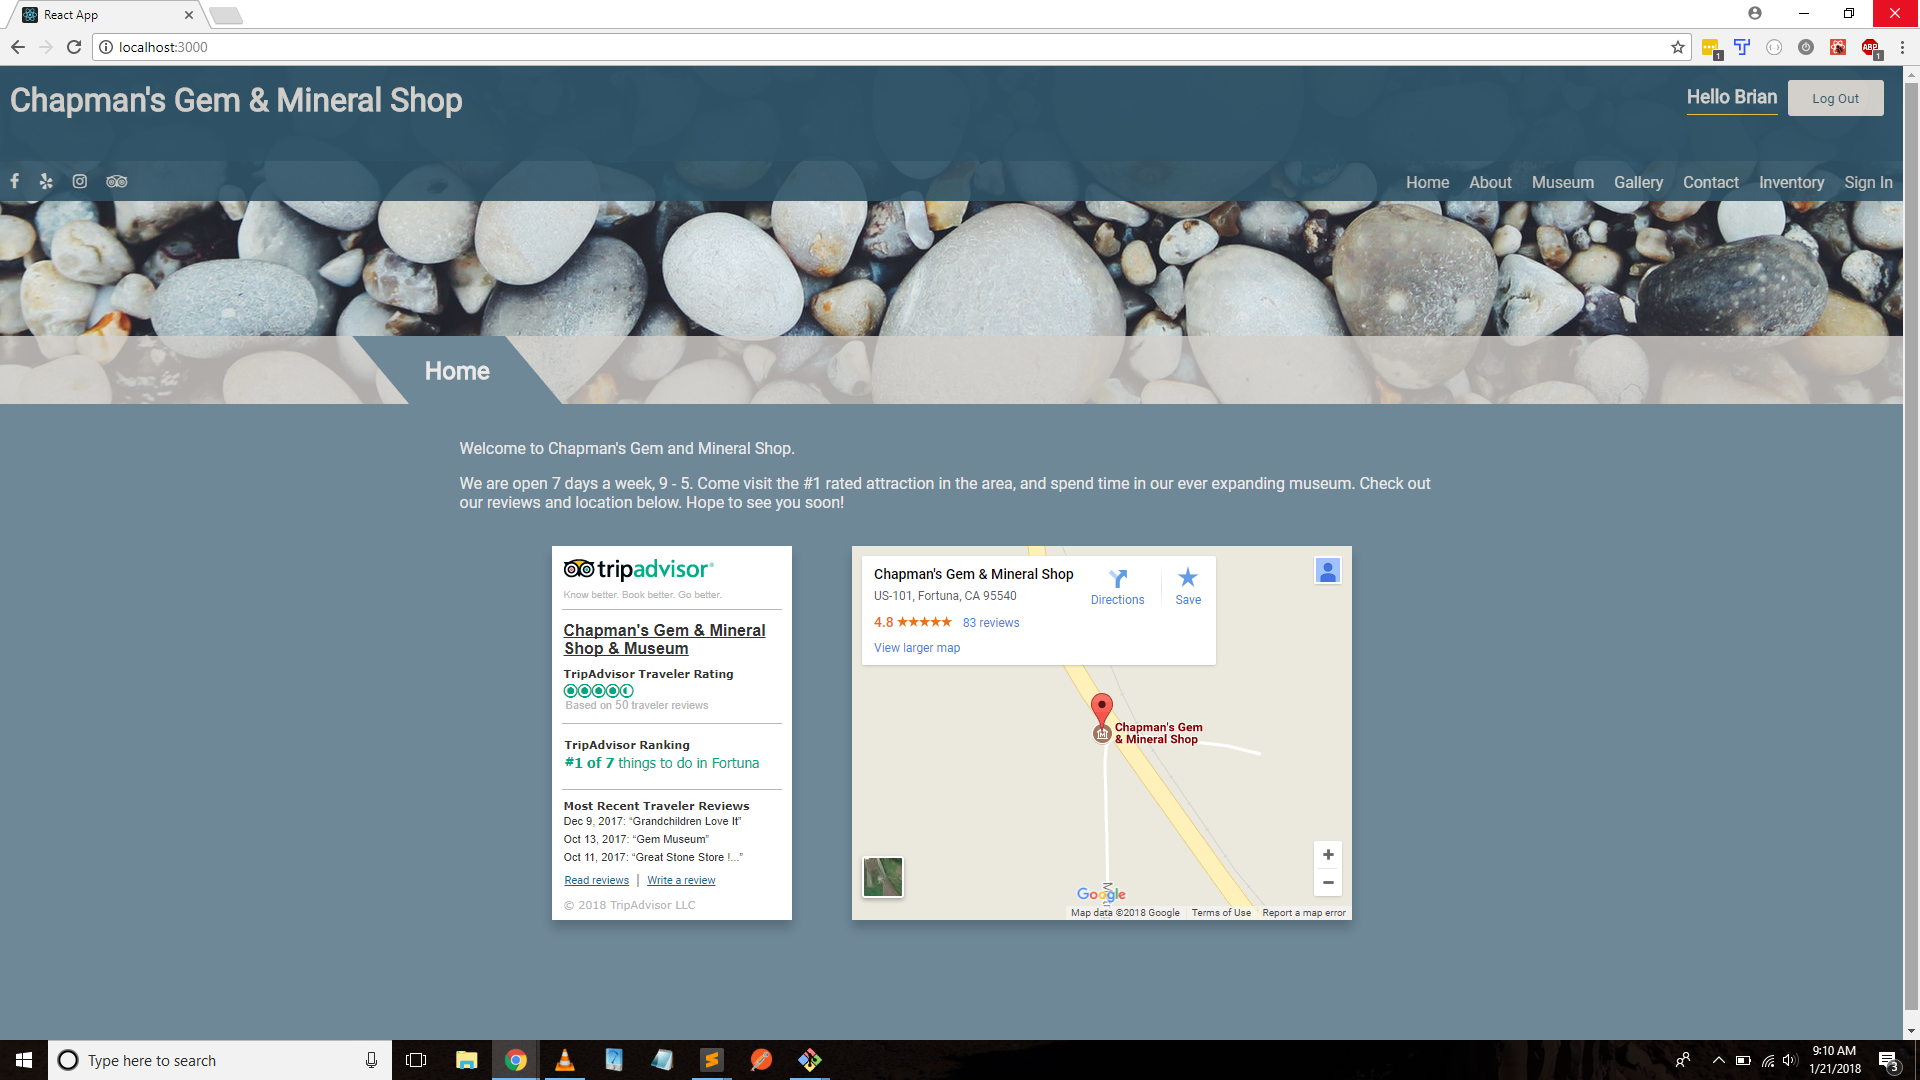 React App
localhost:3000
1
ABP
1
Chapman's Gem & Mineral Shop
Hello Brian
Log Out
Home
About
Museum
Gallery
Contact
Inventory
Sign In
Home
Welcome to Chapman's Gem and Mineral Shop.
We are open 7 days a week, 9 - 5. Come visit the #1 rated attraction in the area, and spend time in our ever expanding museum. Check out
our reviews and location below. Hope to see you soon!
tripadvisor®
Know better. Book better. Go better.
Chapman's Gem & Mineral
Shop & Museum
TripAdvisor Traveler Rating
Based on 50 traveler reviews
TripAdvisor Ranking
#1 of 7 things to do in Fortuna
Most Recent Traveler Reviews
Dec 9, 2017: “Grandchildren Love It”
Oct 13, 2017: “Gem Museum”
Oct 11, 2017: “Great Stone Store !...”
Read reviews | Write a review
© 2018 TripAdvisor LLC
Chapman's Gem & Mineral Shop
US-101, Fortuna, CA 95540
4.8
83 reviews
View larger map
Directions
Save
Chapman's Gem
& Mineral Shop
Google
Map data ©2018 Google
Terms of Use
Report a map error
Type here to search
9:10 AM
1/21/2018
3